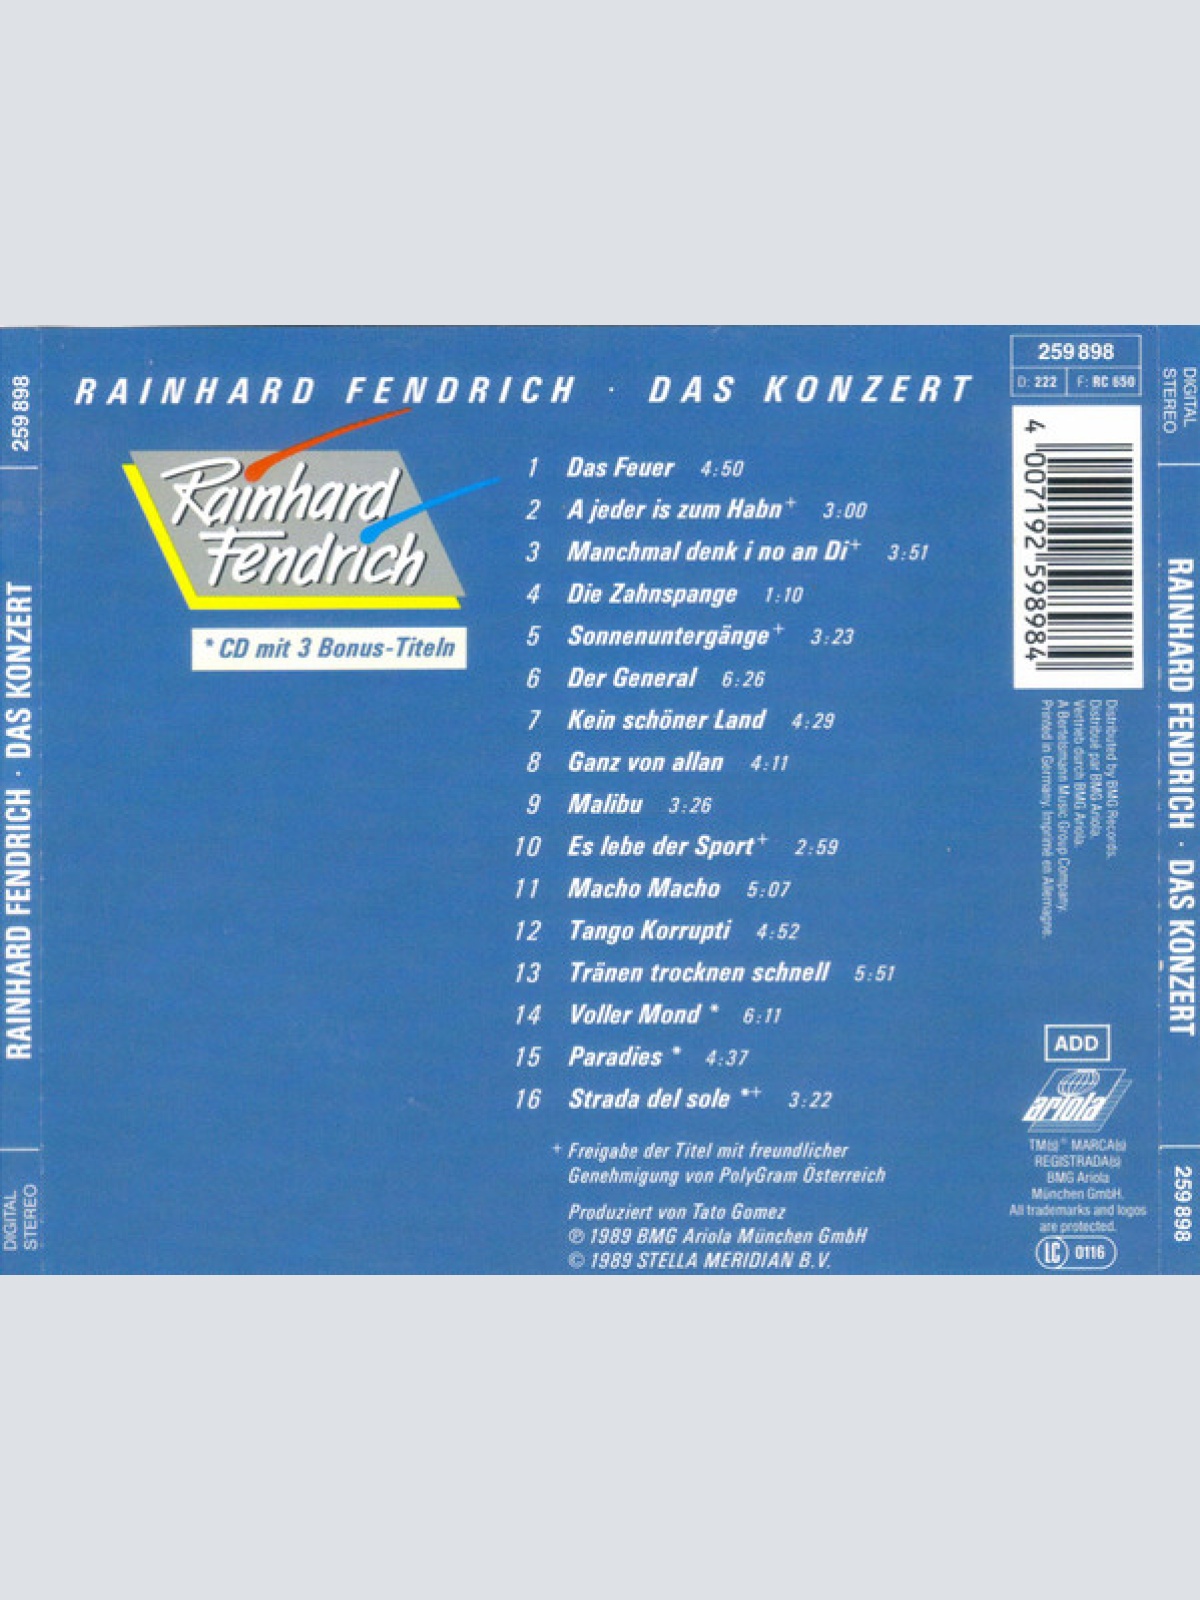 259 898
RAINHARD FENDRICH · DAS KONZERT
DIGITAL
STEREO
RAINHARD FENDRICH · DAS KONZERT
Rainhard
Fendrich
* CD mit 3 Bonus-Titeln
1 Das Feuer 4:50
2 A jeder is zum Habn+ 3:00
3 Manchmal denk i no an Di+ 3:51
4 Die Zahnspange 1:10
5 Sonnenuntergänge+ 3:23
6 Der General 6:26
7 Kein schöner Land 4:29
8 Ganz von allan 4:11
9 Malibu 3:26
10 Es lebe der Sport+ 2:59
11 Macho Macho 5:07
12 Tango Korrupti 4:52
13 Tränen trocknen schnell 5:51
14 Voller Mond * 6:11
15 Paradies * 4:37
16 Strada del sole *+ 3:22
+ Freigabe der Titel mit freundlicher
Genehmigung von PolyGram Österreich
Produziert von Tato Gomez
℗ 1989 BMG Ariola München GmbH
© 1989 STELLA MERIDIAN B.V.
259 898
D: 222 F: RC 650
4 007192 598984
Distributed by BMG Records.
Distribué par BMG Ariola.
Vertrieb durch BMG Ariola.
A Bertelsmann Music Group Company.
Printed in Germany. Imprimé en Allemagne.
ADD
ariola
TM(s)® MARCA(s)
REGISTRADA(s)
BMG Ariola
München GmbH.
All trademarks and logos
are protected.
LC 0116
DIGITAL
STEREO
RAINHARD FENDRICH · DAS KONZERT
259 898